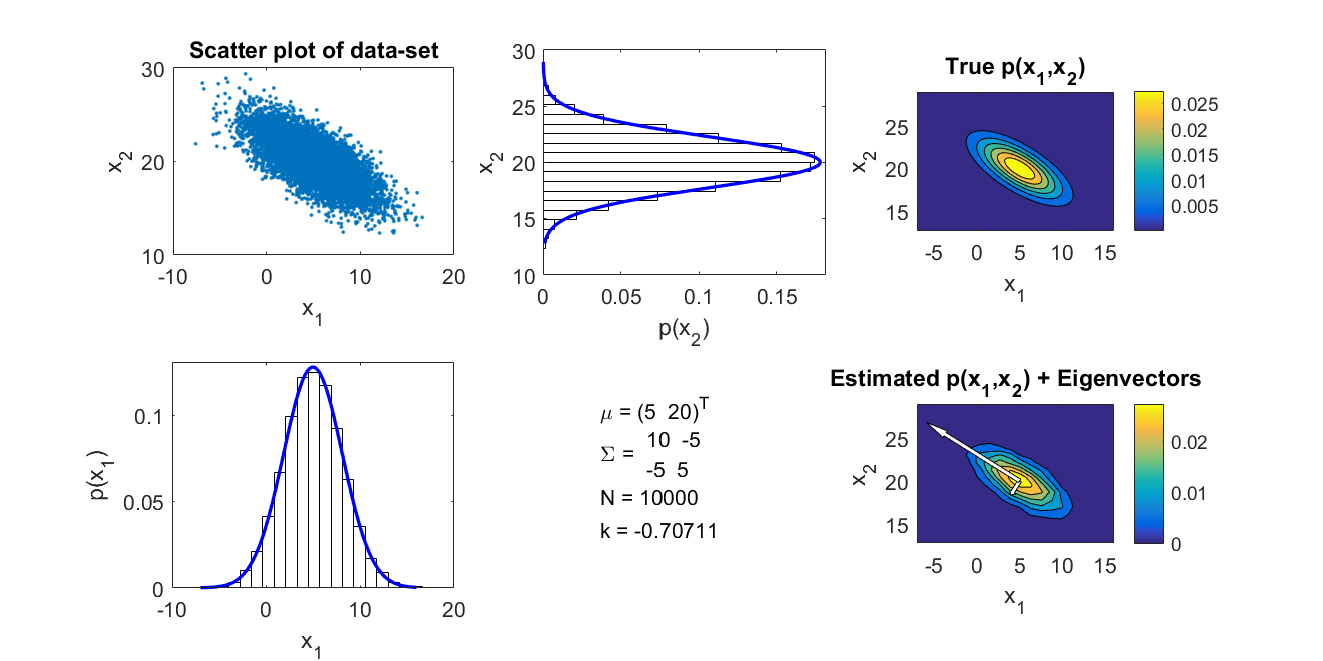 Scatter plot of data-set
30
20
10
x2
-10 0 10 20
x1
30
25
20
15
10
x2
0 0.05 0.1 0.15
p(x2)
True p(x1,x2)
25
20
15
x2
-5 0 5 10 15
x1
0.025
0.02
0.015
0.01
0.005
0.1
0.05
0
p(x1)
-10 0 10 20
x1
μ = (5 20)T
Σ = 10 -5
-5 5
N = 10000
k = -0.70711
Estimated p(x1,x2) + Eigenvectors
25
20
15
x2
-5 0 5 10 15
x1
0.02
0.01
0